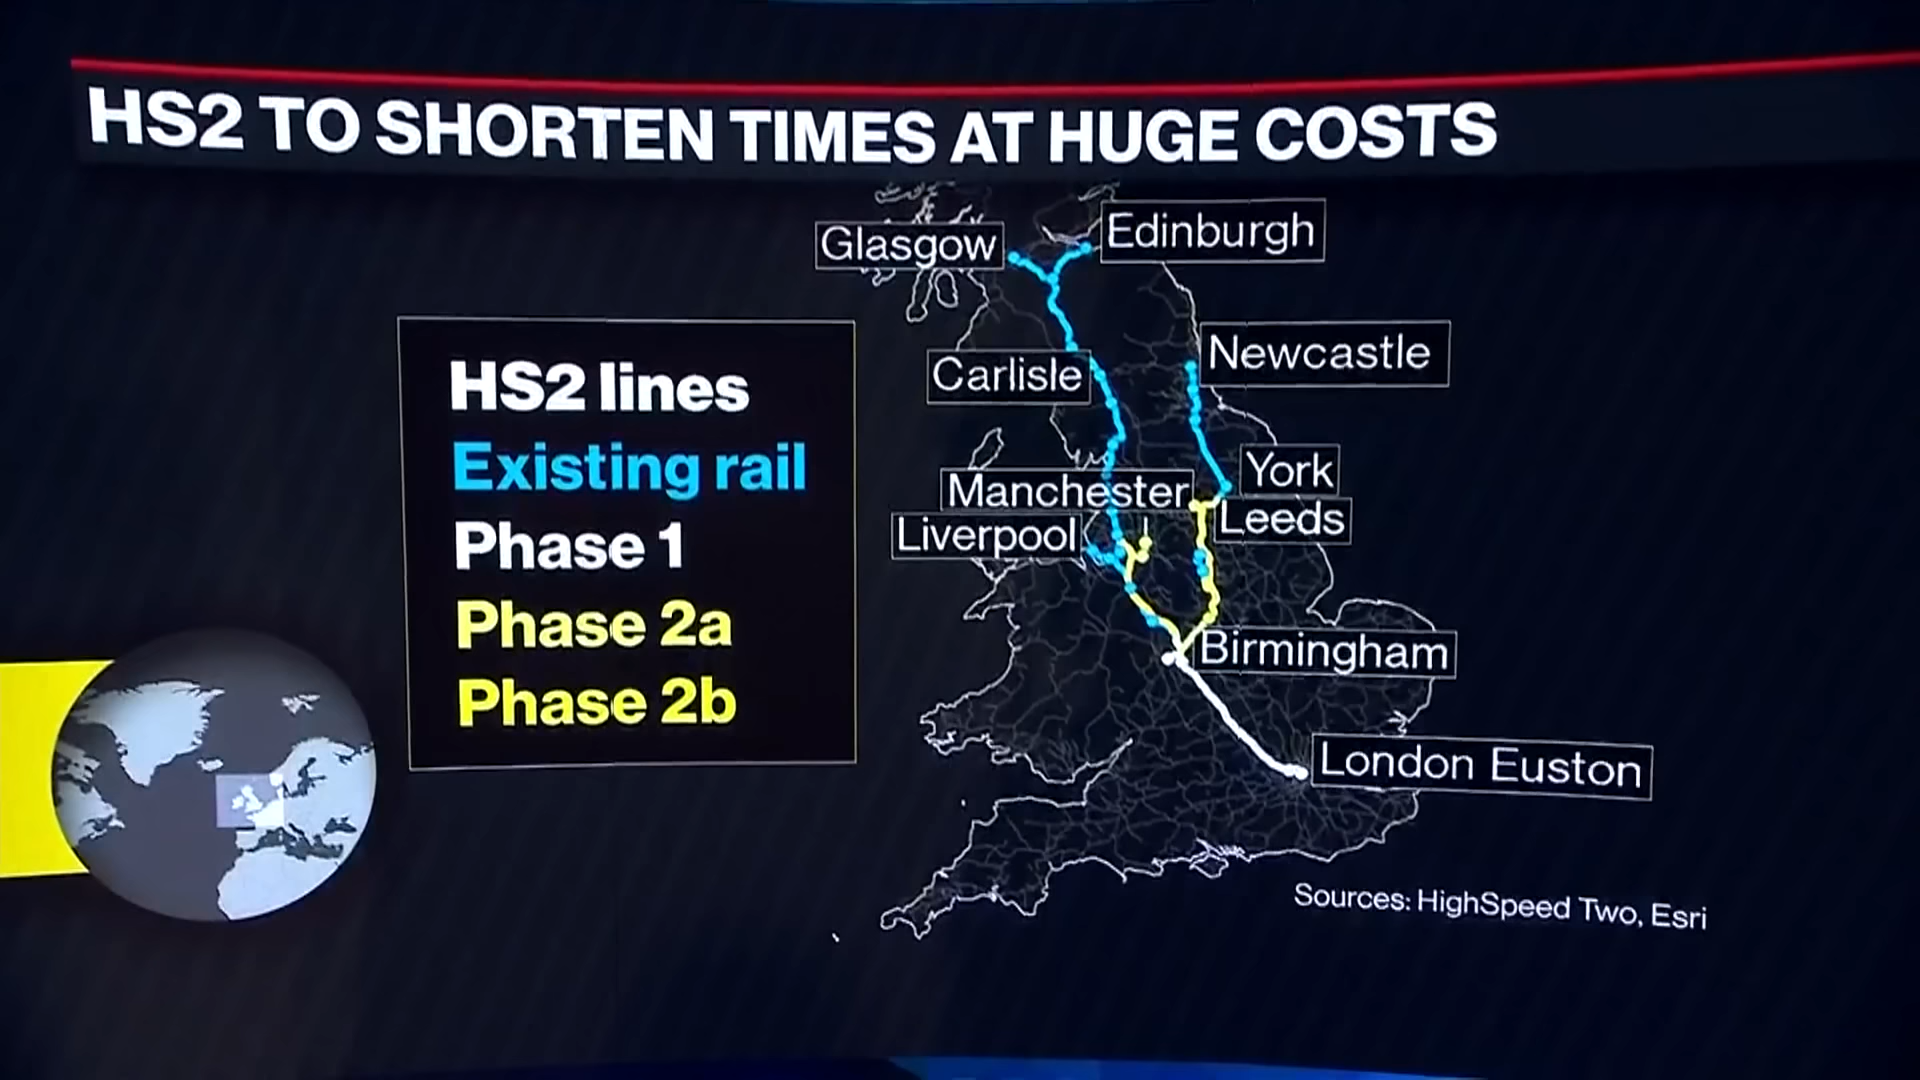 HS2 TO SHORTEN TIMES AT HUGE COSTS
Glasgow
Edinburgh
HS2 lines
Existing rail
Phase 1
Phase 2a
Phase 2b
Carlisle
Newcastle
Manchester
York
Liverpool
Leeds
Birmingham
London Euston
Sources: HighSpeed Two, Esri